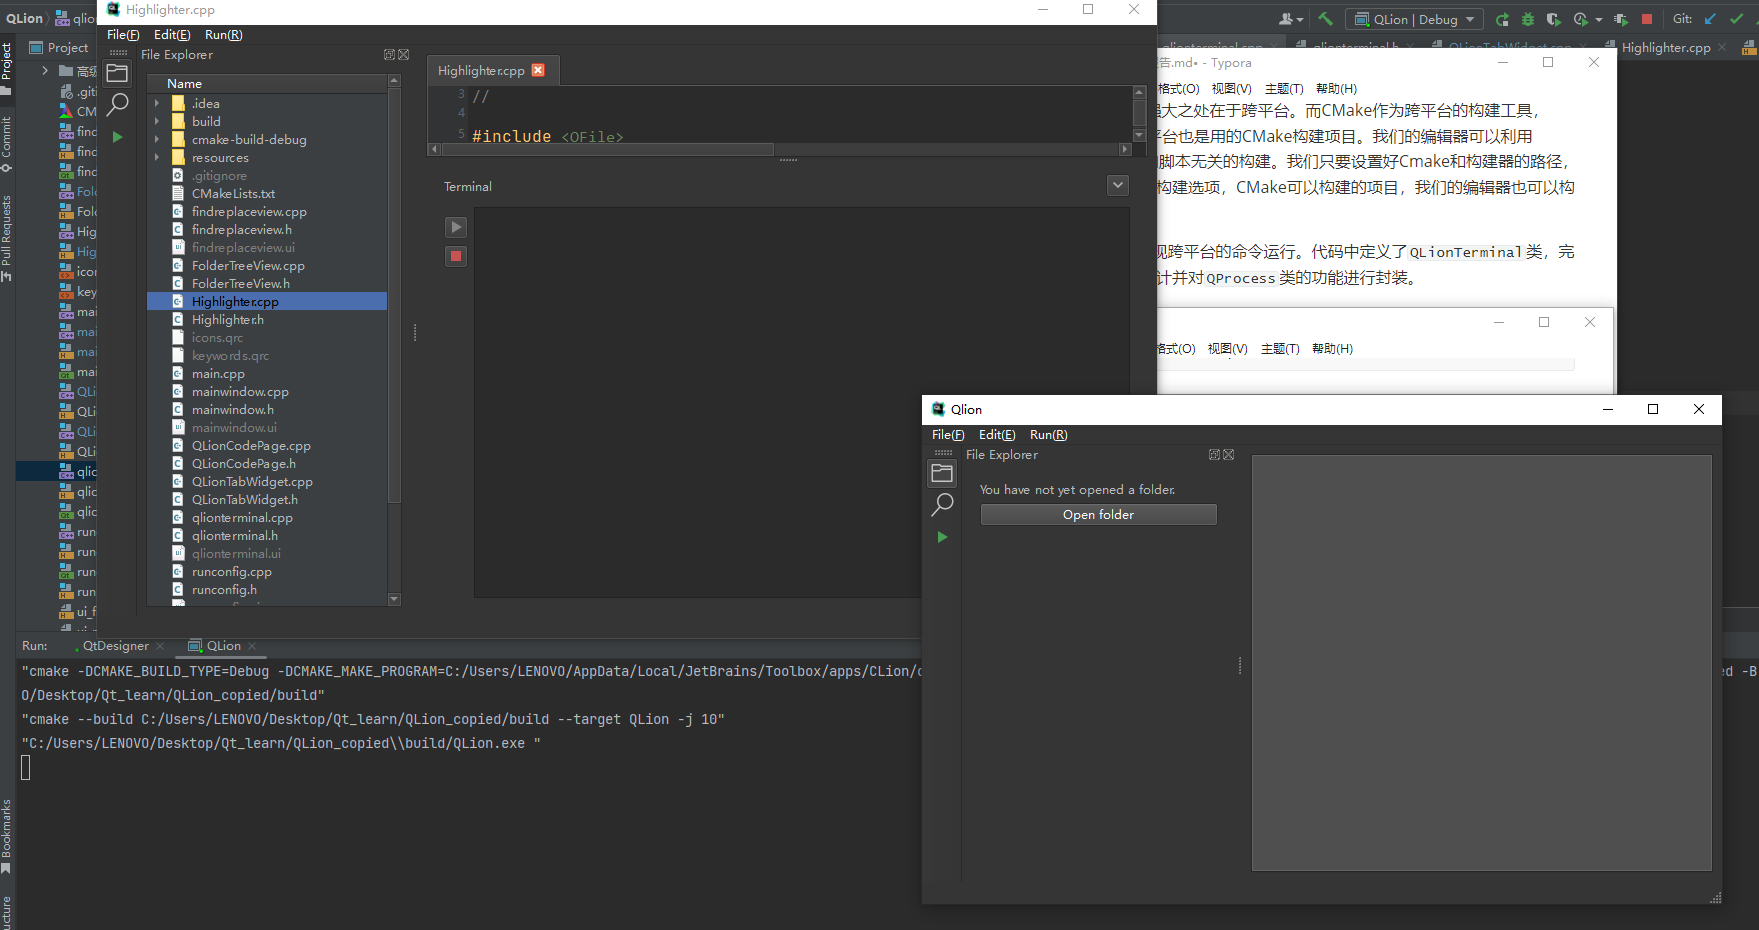 QLion
qlion
Highlighter.cpp
QLion | Debug
Git:
File(F) Edit(E) Run(R)
Project
Project
Commit
Pull Requests
Bookmarks
File Explorer
Name
.idea
build
cmake-build-debug
resources
.gitignore
CMakeLists.txt
findreplaceview.cpp
findreplaceview.h
findreplaceview.ui
FolderTreeView.cpp
FolderTreeView.h
Highlighter.cpp
Highlighter.h
icons.qrc
keywords.qrc
main.cpp
mainwindow.cpp
mainwindow.h
mainwindow.ui
QLionCodePage.cpp
QLionCodePage.h
QLionTabWidget.cpp
QLionTabWidget.h
qlionterminal.cpp
qlionterminal.h
qlionterminal.ui
runconfig.cpp
runconfig.h
Highlighter.cpp
3 //
4
5 #include <QFile>
Terminal
qlionterminal.cpp qlionterminal.h QLionTabWidget.cpp Highlighter.cpp
告.md• - Typora
格式(O) 视图(V) 主题(T) 帮助(H)
强大之处在于跨平台。而CMake作为跨平台的构建工具，
平台也是用的CMake构建项目。我们的编辑器可以利用
脚本无关的构建。我们只要设置好Cmake和构建器的路径，
构建选项，CMake可以构建的项目，我们的编辑器也可以构
现跨平台的命令运行。代码中定义了QLionTerminal类，完
计并对QProcess类的功能进行封装。
格式(O) 视图(V) 主题(T) 帮助(H)
Qlion
File(F) Edit(E) Run(R)
File Explorer
You have not yet opened a folder.
Open folder
Run: QtDesigner QLion
"cmake -DCMAKE_BUILD_TYPE=Debug -DCMAKE_MAKE_PROGRAM=C:/Users/LENOVO/AppData/Local/JetBrains/Toolbox/apps/CLion/ ed -B
O/Desktop/Qt_learn/QLion_copied/build"
"cmake --build C:/Users/LENOVO/Desktop/Qt_learn/QLion_copied/build --target QLion -j 10"
"C:/Users/LENOVO/Desktop/Qt_learn/QLion_copied\\build/QLion.exe "